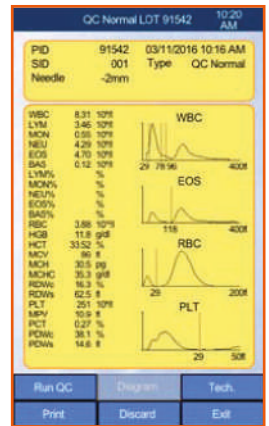 QC Normal LOT 91542 10:20 AM
PID 91542 03/11/2016 10:16 AM
SID 001 Type QC Normal
Needle -2mm
WBC 8.31 10^9/l
LYM 3.46 10^9/l
MON 0.55 10^9/l
NEU 4.29 10^9/l
EOS 4.70 10^9/l
BAS 0.12 10^9/l
LYM% %
MON% %
NEU% %
EOS% %
BAS% %
RBC 3.88
HGB 11.8 g/dl
HCT 33.52 %
MCV 86 fl
MCH 30.5 pg
MCHC 35.3 g/dl
RDWc 16.3 %
RDWs 62.5 fl
PLT 251 10^9/l
MPV 10.9 fl
PCT 0.27 %
PDWc 38.1 %
PDWs 14.6 fl
WBC
29 78 96 400fl
EOS
118 400fl
RBC
29 200fl
PLT
29 50fl
Run QC Diagram Tech.
Print Discard Exit